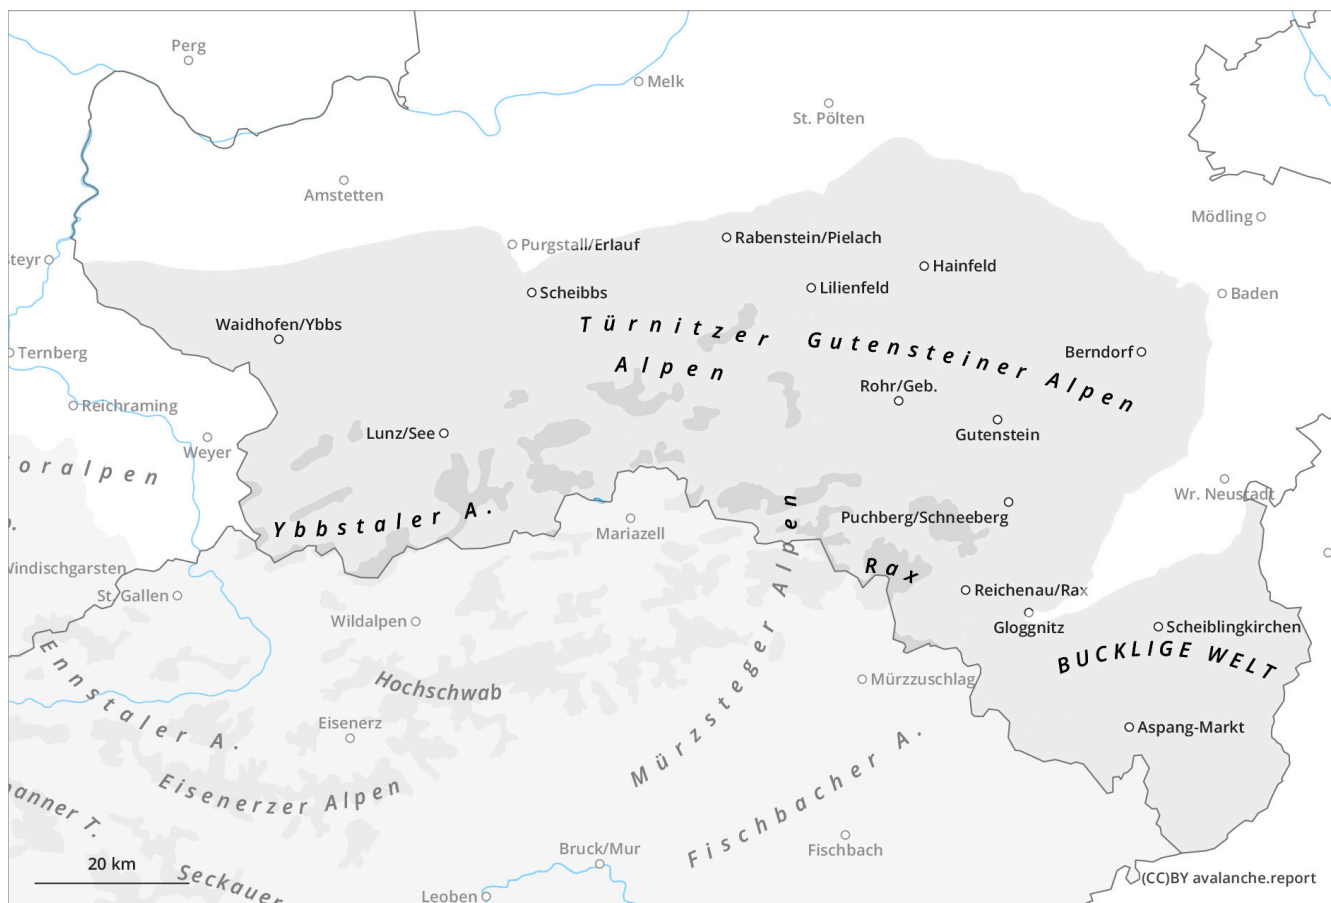 Perg
Melk
St. Pölten
Amstetten
Mödling
Rabenstein/Pielach
Purgstall/Erlauf
steyr
Hainfeld
Lilienfeld
Scheibbs
Baden
Waidhofen/Ybbs
Türnitzer
Gutensteiner Alpen
Ternberg
Berndorf
Alpen
Rohr/Geb.
Reichraming
Lunz/See
Gutenstein
Weyer
oralpen
Wr. Neustadt
Ybbstaler A.
Puchberg/Schneeberg
Mariazell
Windischgarsten
Rax
St. Gallen
Reichenau/Rax
Wildalpen
Gloggnitz
Scheiblingkirchen
BUCKLIGE WELT
Ennstaler A.
Hochschwab
Mürzsteger Alpen
Mürzzuschlag
Eisenerz
Aspang-Markt
Eisenerzer Alpen
Fischbacher A.
anner T.
Bruck/Mur
Fischbach
20 km
Seckauer
Leoben
(CC)BY avalanche.report